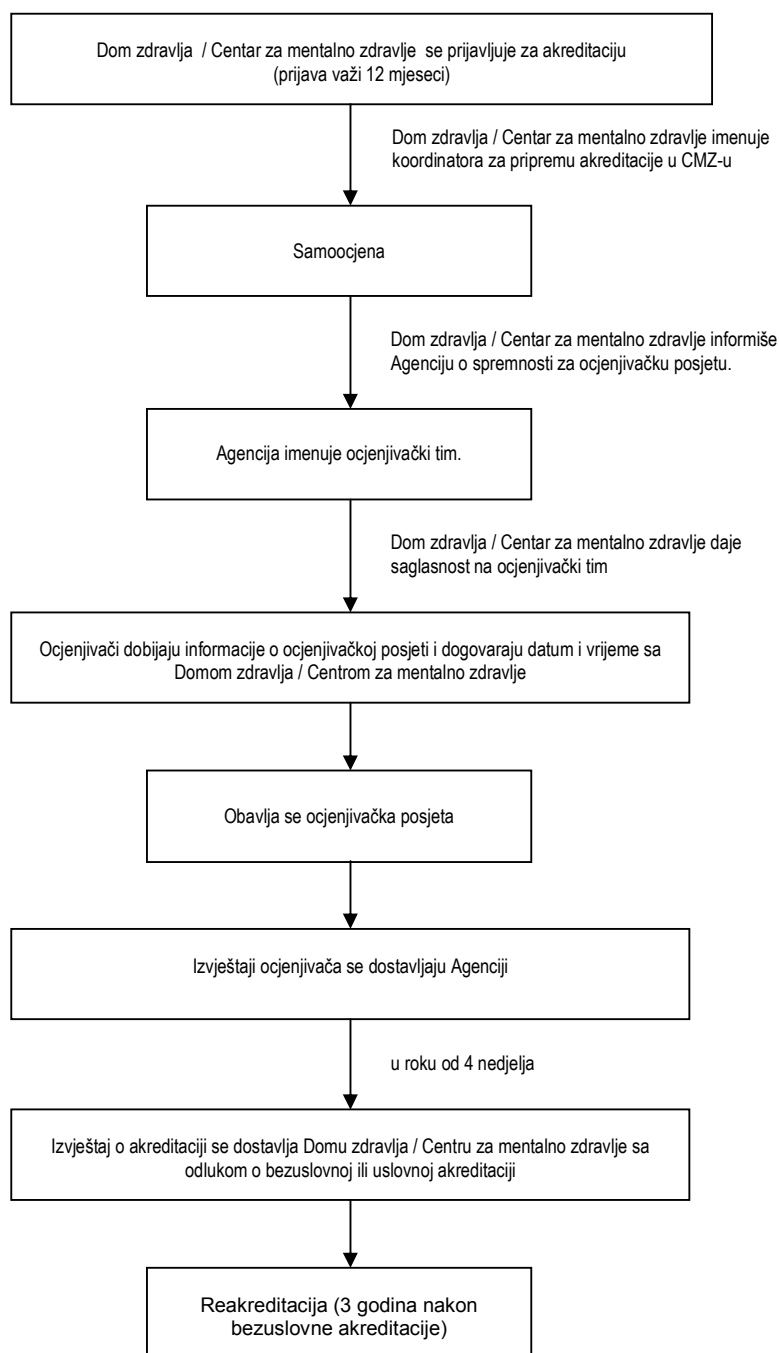 Dom zdravlja / Centar za mentalno zdravlje se prijavljuje za akreditaciju
(prijava važi 12 mjeseci)
Dom zdravlja / Centar za mentalno zdravlje imenuje
koordinatora za pripremu akreditacije u CMZ-u
Samoocjena
Dom zdravlja / Centar za mentalno zdravlje informiše
Agenciju o spremnosti za ocjenjivačku posjetu.
Agencija imenuje ocjenjivački tim.
Dom zdravlja / Centar za mentalno zdravlje daje
saglasnost na ocjenjivački tim
Ocjenjivači dobijaju informacije o ocjenjivačkoj posjeti i dogovaraju datum i vrijeme sa
Domom zdravlja / Centrom za mentalno zdravlje
Obavlja se ocjenjivačka posjeta
Izvještaji ocjenjivača se dostavljaju Agenciji
u roku od 4 nedjelja
Izvještaj o akreditaciji se dostavlja Domu zdravlja / Centru za mentalno zdravlje sa
odlukom o bezuslovnoj ili uslovnoj akreditaciji
Reakreditacija (3 godina nakon
bezuslovne akreditacije)